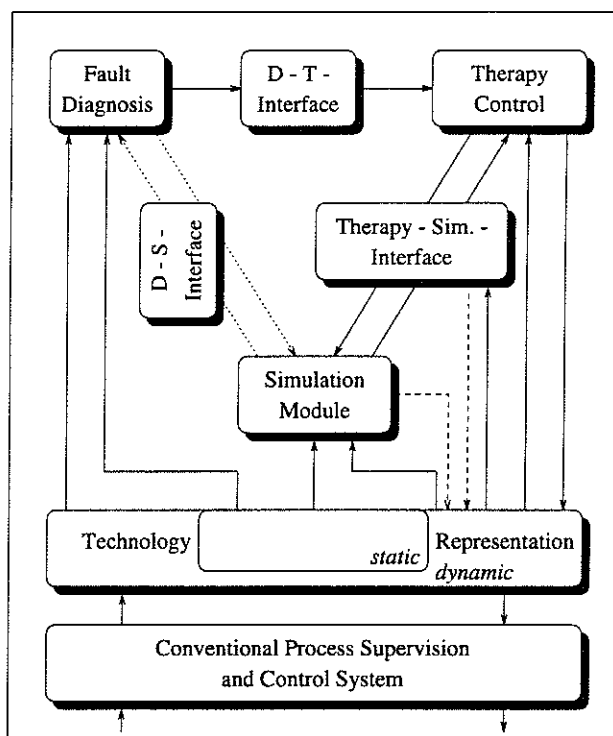 Fault
Diagnosis
D - T -
Interface
Therapy
Control
D - S -
Interface
Therapy - Sim. -
Interface
Simulation
Module
Technology
static
Representation
dynamic
Conventional Process Supervision
and Control System